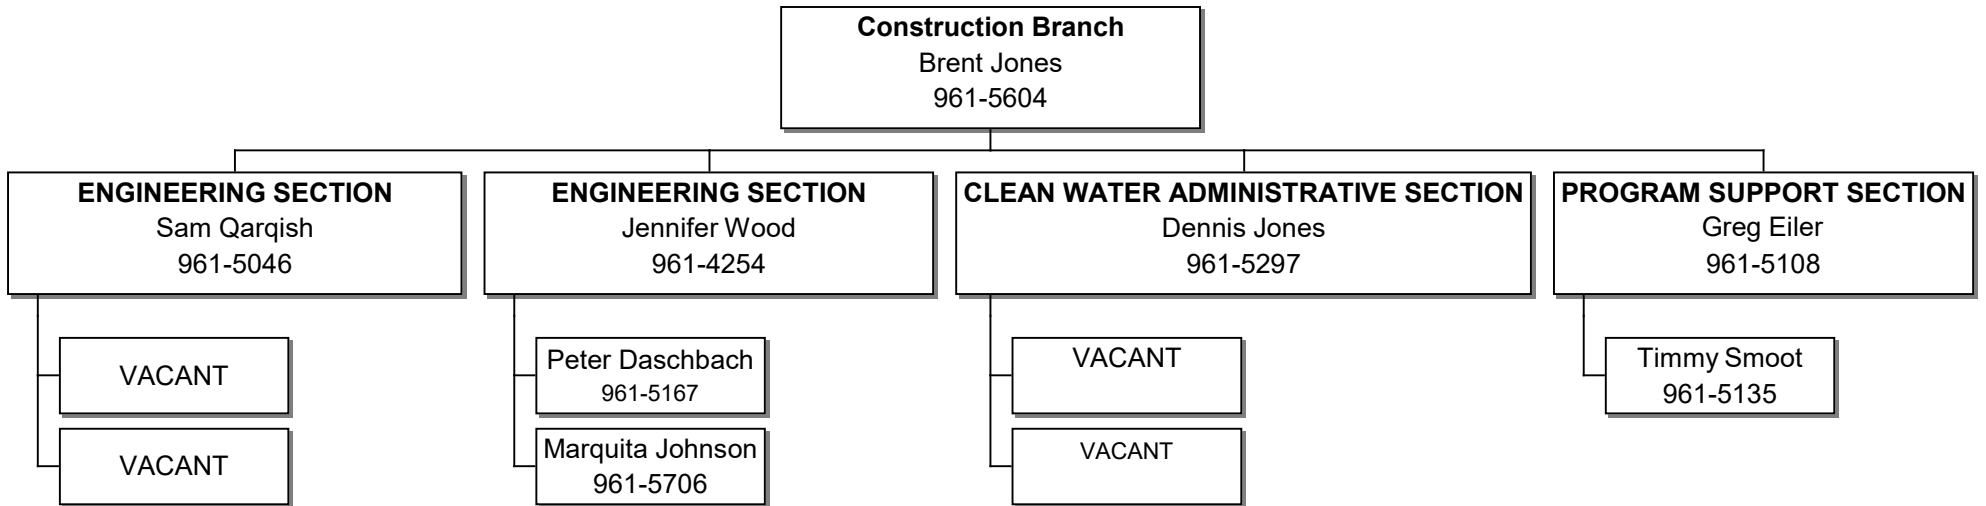 Construction Branch
Brent Jones
961-5604
ENGINEERING SECTION
Sam Qarqish
961-5046
ENGINEERING SECTION
Jennifer Wood
961-4254
CLEAN WATER ADMINISTRATIVE SECTION
Dennis Jones
961-5297
PROGRAM SUPPORT SECTION
Greg Eiler
961-5108
VACANT
VACANT
Peter Daschbach
961-5167
Marquita Johnson
961-5706
VACANT
VACANT
Timmy Smoot
961-5135